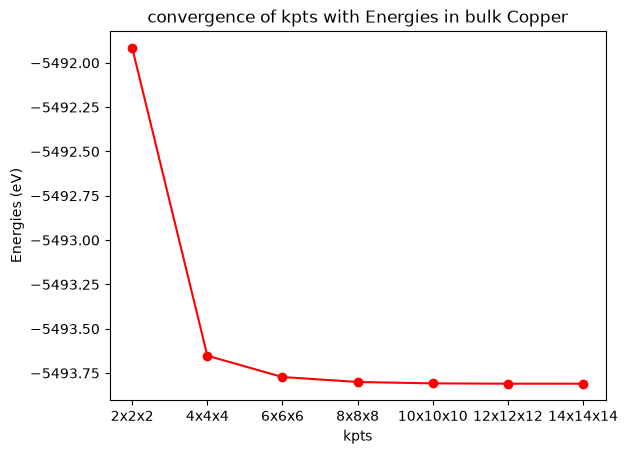 convergence of kpts with Energies in bulk Copper
−5492.00
−5492.25
−5492.50
−5492.75
−5493.00
−5493.25
−5493.50
−5493.75
Energies (eV)
2x2x2 4x4x4 6x6x6 8x8x8 10x10x10 12x12x12 14x14x14
kpts